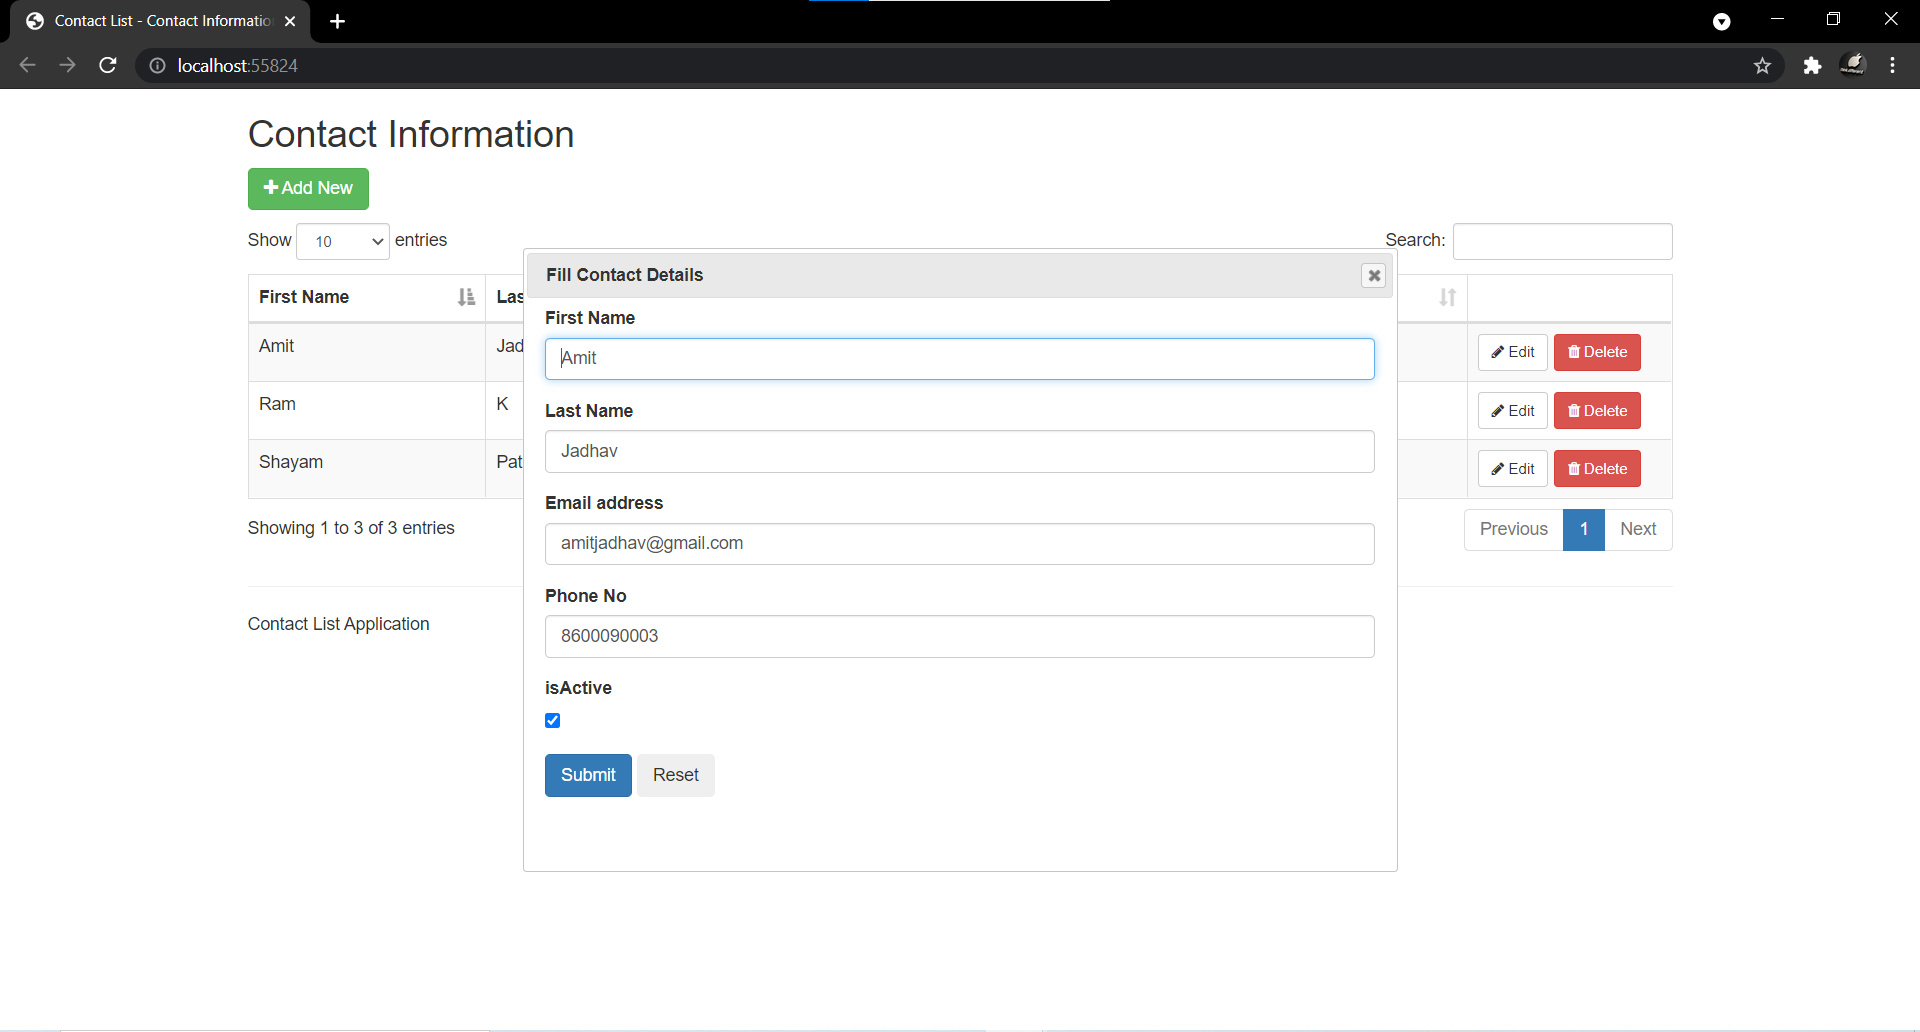 Contact List - Contact Informatio
localhost:55824
Contact Information
Add New
Show 10 entries
Search:
Fill Contact Details
First Name
Las
First Name
Amit
Amit
Jad
Edit
Delete
Last Name
Ram
K
Edit
Delete
Jadhav
Shayam
Pat
Edit
Delete
Email address
Showing 1 to 3 of 3 entries
Previous 1 Next
amitjadhav@gmail.com
Phone No
Contact List Application
8600090003
isActive
Submit
Reset